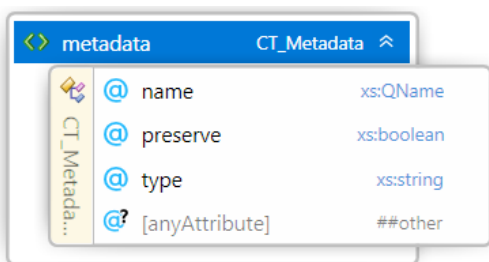 metadata CT_Metadata
CT_Metada...
name xs:QName
preserve xs:boolean
type xs:string
[anyAttribute] ##other